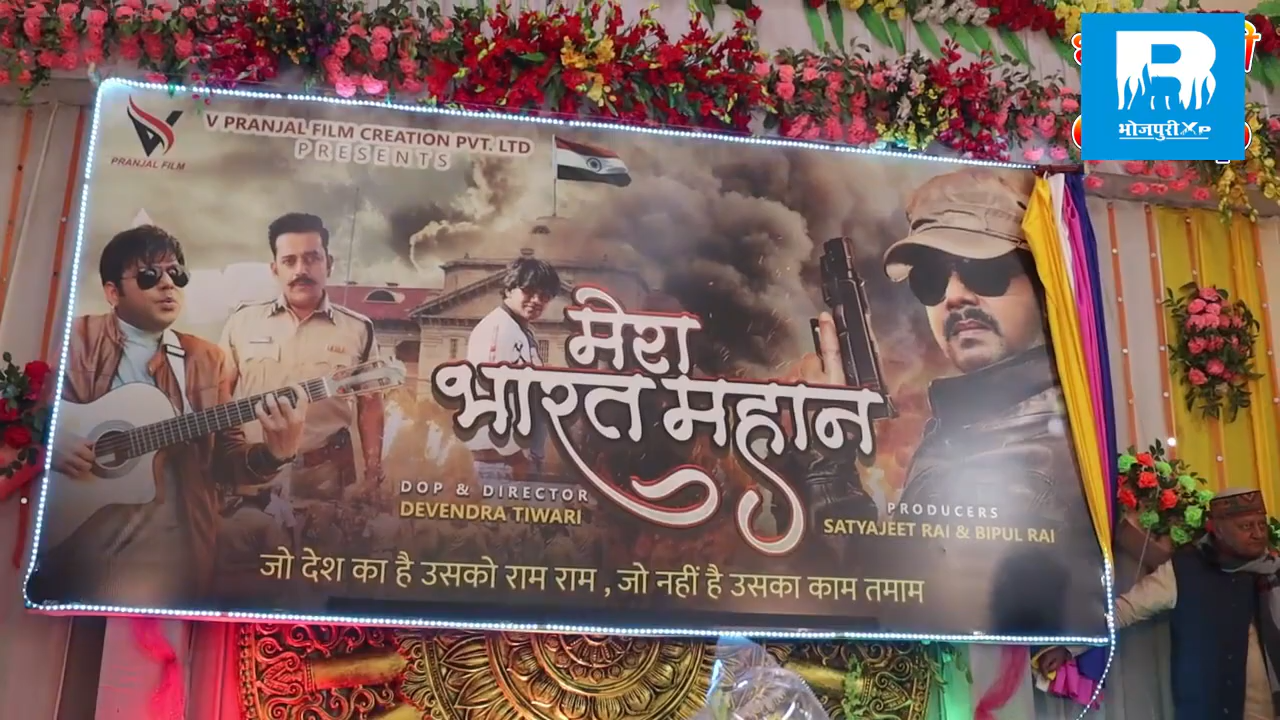 V PRANJAL FILM CREATION PVT. LTD
PRESENTS
PRANJAL FILM
मेरा
भारत महान
DOP & DIRECTOR
DEVENDRA TIWARI
PRODUCERS
SATYAJEET RAI & BIPUL RAI
जो देश का है उसको राम राम , जो नहीं है उसका काम तमाम
भोजपुरी XP